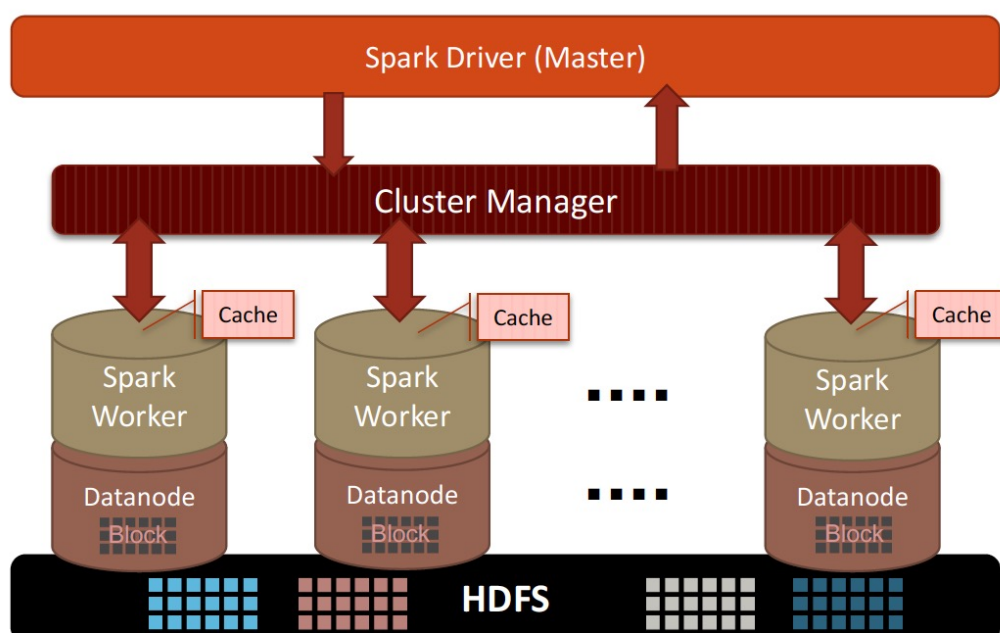 Spark Driver (Master)
Cluster Manager
Cache
Cache
Cache
Spark
Worker
Spark
Worker
Spark
Worker
Datanode
Block
Datanode
Block
Datanode
Block
HDFS